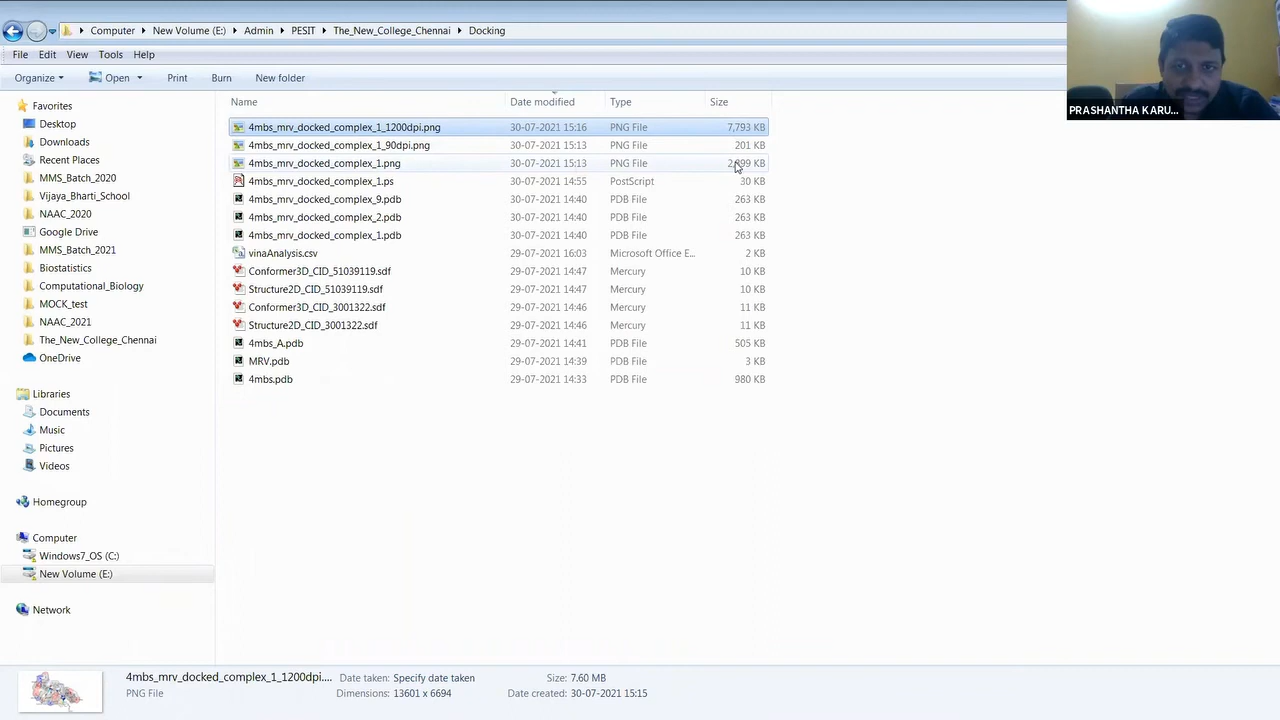 Computer New Volume (E:) Admin PESIT The_New_College_Chennai Docking
File Edit View Tools Help
Organize Open Print Burn New folder
Name Date modified Type Size
Favorites
Desktop
Downloads
Recent Places
MMS_Batch_2020
Vijaya_Bharti_School
NAAC_2020
Google Drive
MMS_Batch_2021
Biostatistics
Computational_Biology
MOCK_test
NAAC_2021
The_New_College_Chennai
OneDrive
Libraries
Documents
Music
Pictures
Videos
Homegroup
Computer
Windows7_OS (C:)
New Volume (E:)
Network
4mbs_mrv_docked_complex_1_1200dpi.png 30-07-2021 15:16 PNG File 7,793 KB
4mbs_mrv_docked_complex_1_90dpi.png 30-07-2021 15:13 PNG File 201 KB
4mbs_mrv_docked_complex_1.png 30-07-2021 15:13 PNG File KB
4mbs_mrv_docked_complex_1.ps 30-07-2021 14:55 PostScript 30 KB
4mbs_mrv_docked_complex_9.pdb 30-07-2021 14:40 PDB File 263 KB
4mbs_mrv_docked_complex_2.pdb 30-07-2021 14:40 PDB File 263 KB
4mbs_mrv_docked_complex_1.pdb 30-07-2021 14:40 PDB File 263 KB
vinaAnalysis.csv 29-07-2021 16:03 Microsoft Office E... 2 KB
Conformer3D_CID_51039119.sdf 29-07-2021 14:47 Mercury 10 KB
Structure2D_CID_51039119.sdf 29-07-2021 14:47 Mercury 10 KB
Conformer3D_CID_3001322.sdf 29-07-2021 14:46 Mercury 11 KB
Structure2D_CID_3001322.sdf 29-07-2021 14:46 Mercury 11 KB
4mbs_A.pdb 29-07-2021 14:41 PDB File 505 KB
MRV.pdb 29-07-2021 14:39 PDB File 3 KB
4mbs.pdb 29-07-2021 14:33 PDB File 980 KB
PRASHANTHA KARU...
4mbs_mrv_docked_complex_1_1200dpi.... Date taken: Specify date taken Size: 7.60 MB
PNG File Dimensions: 13601 x 6694 Date created: 30-07-2021 15:15